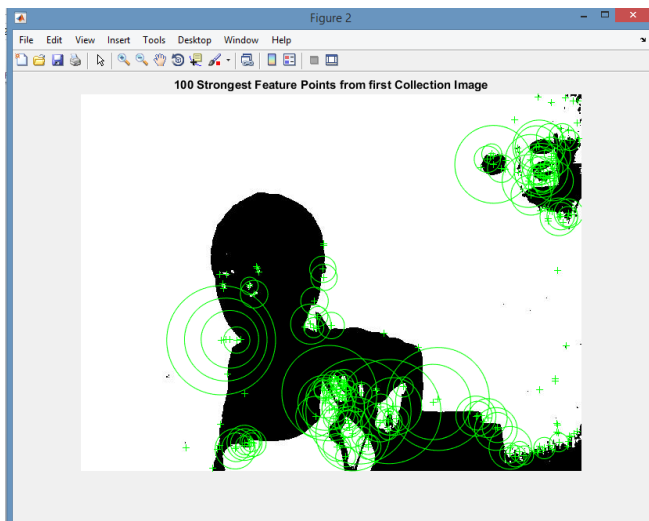 Figure 2
File Edit View Insert Tools Desktop Window Help
100 Strongest Feature Points from first Collection Image